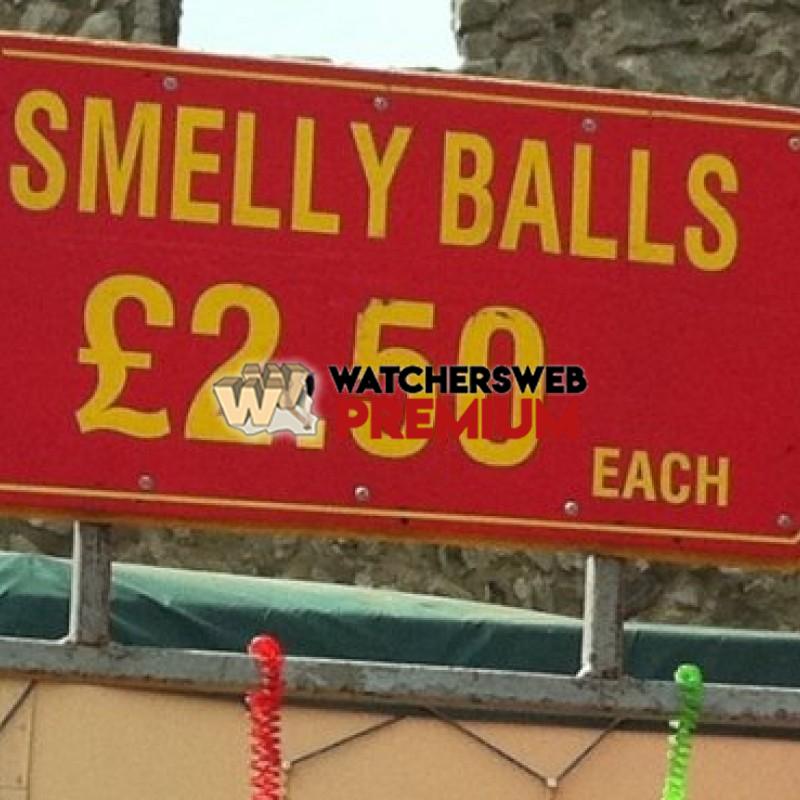 SMELLY BALLS
£2.50 EACH
W
WATCHERSWEB
PREMIUM